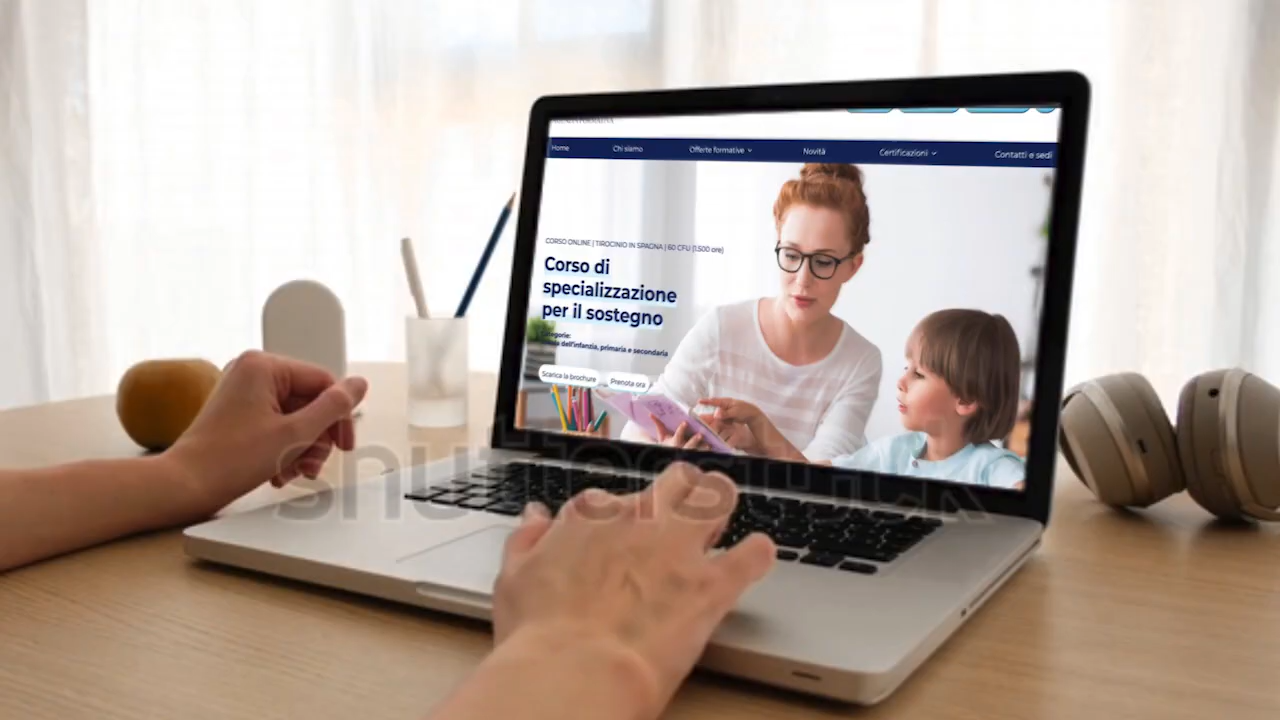 Home Chi siamo Offerte formative Novità Certificazioni Contatti e sedi
CORSO ONLINE | TIROCINIO IN SPAGNA | 60 CFU (1.500 ore)
Corso di
specializzazione
per il sostegno
dell'infanzia, primaria e secondaria
Scarica la brochure Prenota ora
shutterstock